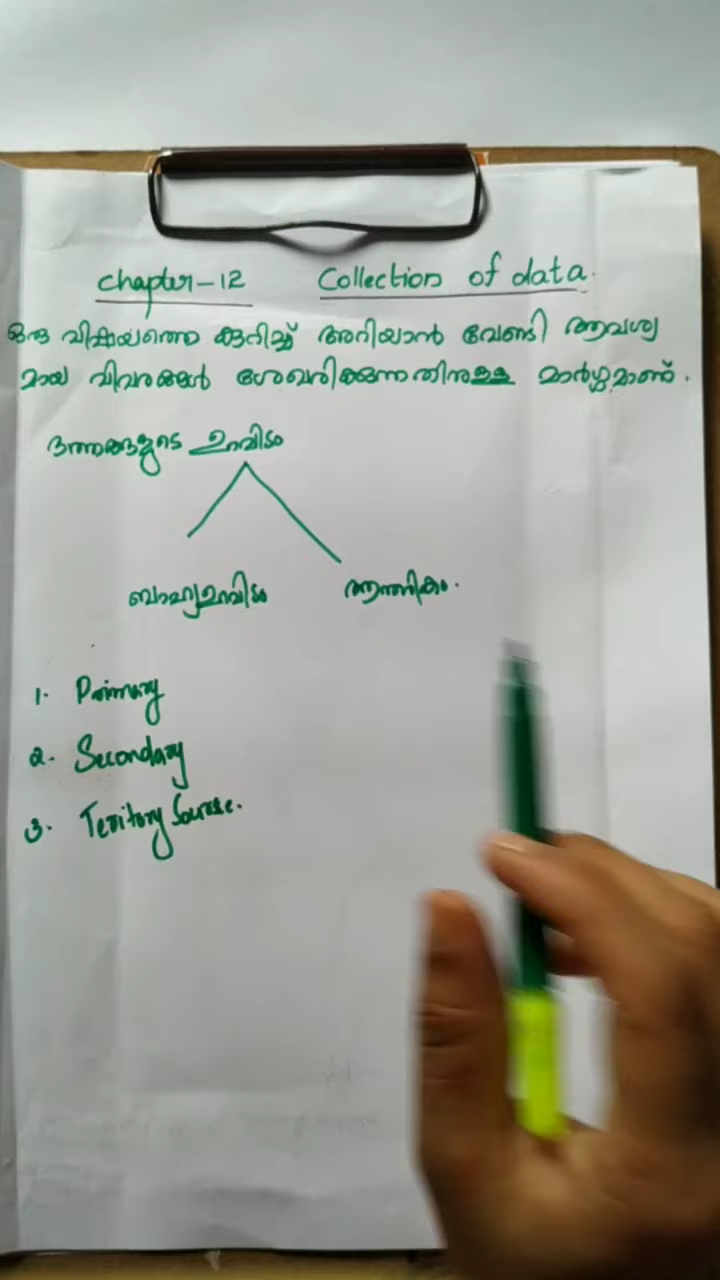 Chapter-12 Collection of data.
ഒരു വിഷയത്തെ കുറിച്ച് അറിയാൻ വേണ്ടി ആവശ്യ
മായ വിവരങ്ങൾ ശേഖരിക്കുന്നതിനുള്ള മാർഗ്ഗമാണ്.
ദത്തങ്ങളുടെ ഉറവിടം
ബാഹ്യഉറവിടം ആന്തരികം.
1. Primary
2. Secondary
3. Teritory Source.